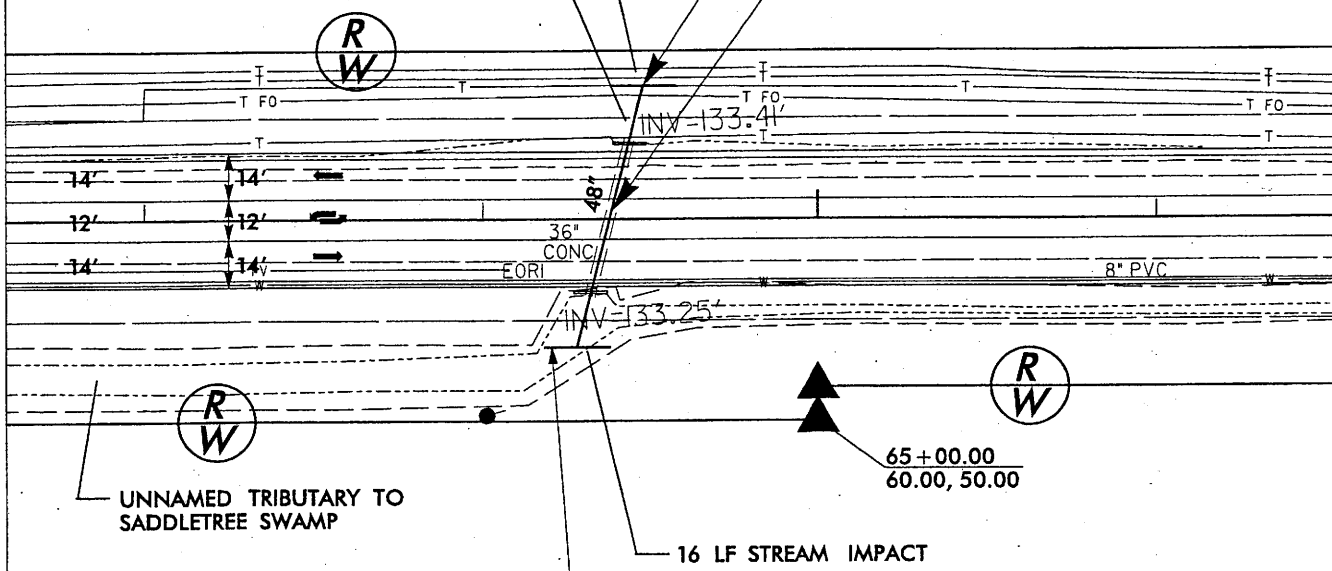 R
W
T
T
T
T
T
T FO
T FO
T FO
INV=133.41'
T
T
T
14'
14'
48"
12'
12'
36"
CONC
14'
14'
EORI
8" PVC
W
W
W
INV=133.25'
R
W
R
W
65+00.00
60.00, 50.00
UNNAMED TRIBUTARY TO
SADDLETREE SWAMP
16 LF STREAM IMPACT